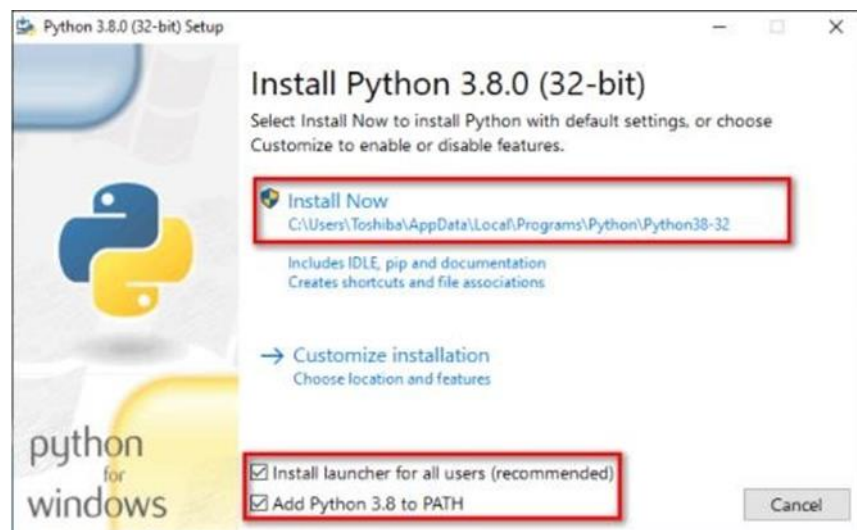 Python 3.8.0 (32-bit) Setup
Install Python 3.8.0 (32-bit)
Select Install Now to install Python with default settings, or choose
Customize to enable or disable features.
Install Now
C:\Users\Toshiba\AppData\Local\Programs\Python\Python38-32
Includes IDLE, pip and documentation
Creates shortcuts and file associations
Customize installation
Choose location and features
python
for
windows
Install launcher for all users (recommended)
Add Python 3.8 to PATH
Cancel